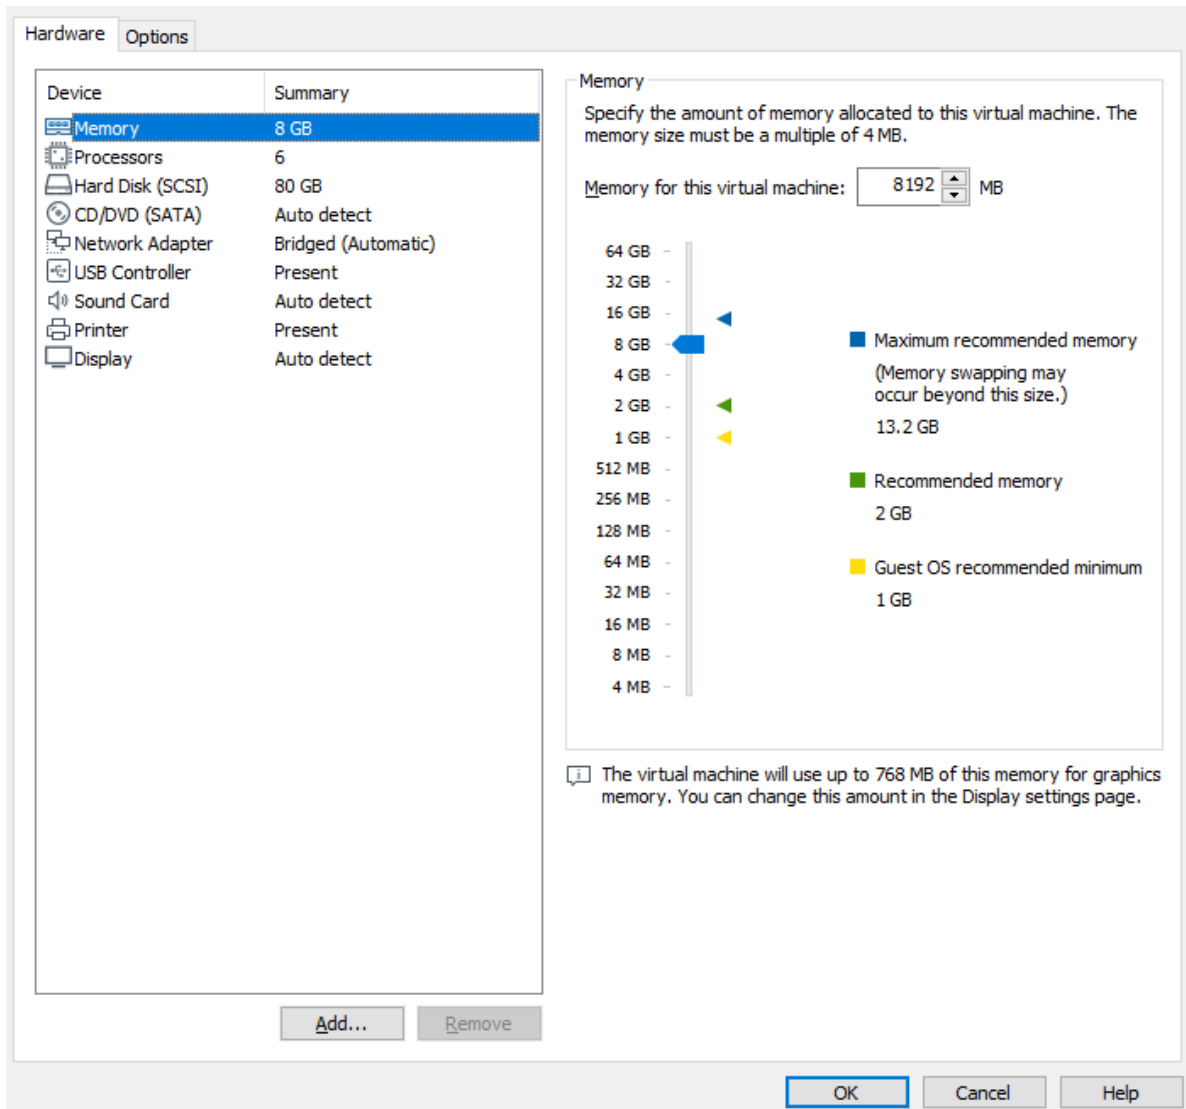 Hardware
Options
Device Summary
Memory 8 GB
Processors 6
Hard Disk (SCSI) 80 GB
CD/DVD (SATA) Auto detect
Network Adapter Bridged (Automatic)
USB Controller Present
Sound Card Auto detect
Printer Present
Display Auto detect
Add...
Remove
Memory
Specify the amount of memory allocated to this virtual machine. The
memory size must be a multiple of 4 MB.
Memory for this virtual machine: 8192 MB
64 GB
32 GB
16 GB
8 GB
4 GB
2 GB
1 GB
512 MB
256 MB
128 MB
64 MB
32 MB
16 MB
8 MB
4 MB
Maximum recommended memory
(Memory swapping may
occur beyond this size.)
13.2 GB
Recommended memory
2 GB
Guest OS recommended minimum
1 GB
The virtual machine will use up to 768 MB of this memory for graphics
memory. You can change this amount in the Display settings page.
OK
Cancel
Help